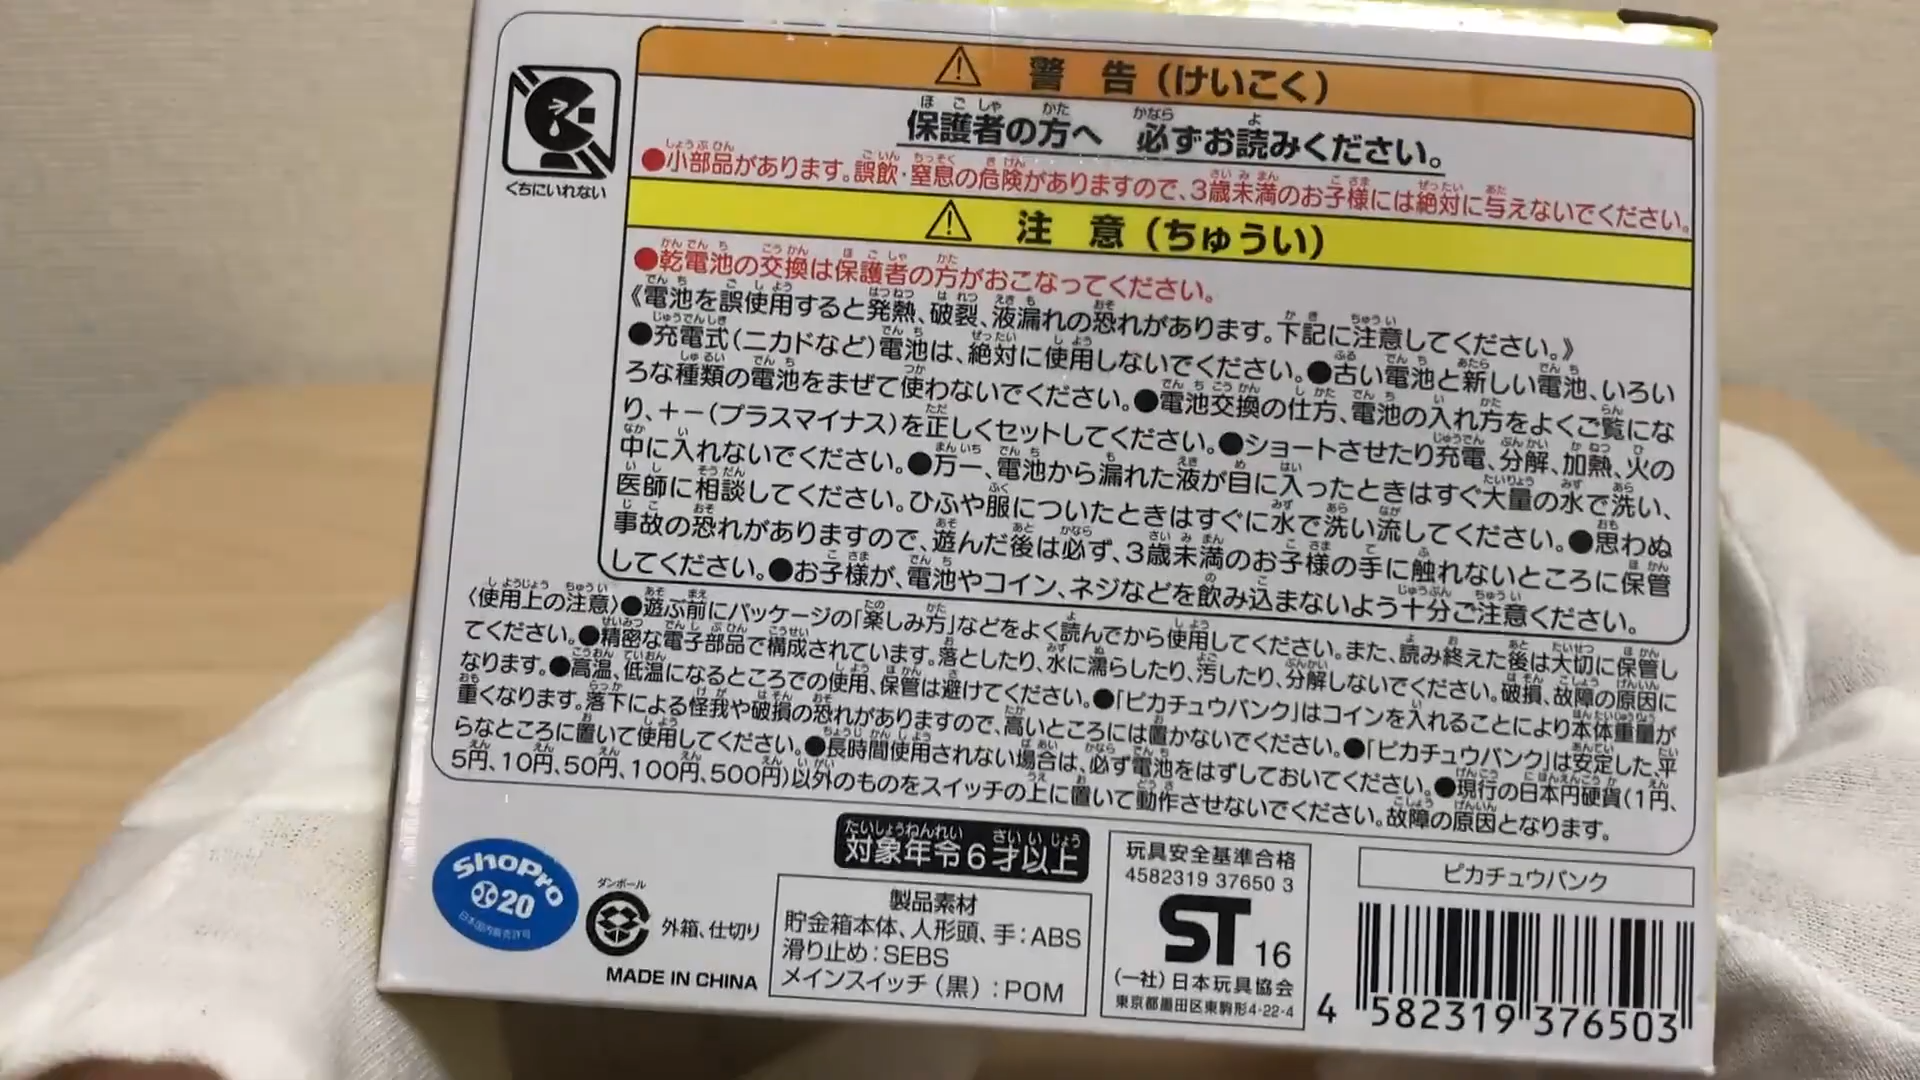 警 告（けいこく）
保護者の方へ 必ずお読みください。
くちにいれない
●小部品があります。誤飲・窒息の危険がありますので、3歳未満のお子様には絶対に与えないでください。
注 意（ちゅうい）
●乾電池の交換は保護者の方がおこなってください。
《電池を誤使用すると発熱、破裂、液漏れの恐れがあります。下記に注意してください。》
●充電式（ニカドなど）電池は、絶対に使用しないでください。●古い電池と新しい電池、いろい
ろな種類の電池をまぜて使わないでください。●電池交換の仕方、電池の入れ方をよくご覧にな
り、＋－（プラスマイナス）を正しくセットしてください。●ショートさせたり充電、分解、加熱、火の
中に入れないでください。●万一、電池から漏れた液が目に入ったときはすぐ大量の水で洗い、
医師に相談してください。ひふや服についたときはすぐに水で洗い流してください。●思わぬ
事故の恐れがありますので、遊んだ後は必ず、3歳未満のお子様の手に触れないところに保管
してください。●お子様が、電池やコイン、ネジなどを飲み込まないよう十分ご注意ください。
〈使用上の注意〉●遊ぶ前にパッケージの「楽しみ方」などをよく読んでから使用してください。また、読み終えた後は大切に保管し
てください。●精密な電子部品で構成されています。落としたり、水に濡らしたり、汚したり、分解しないでください。破損、故障の原因に
なります。●高温、低温になるところでの使用、保管は避けてください。●「ピカチュウバンク」はコインを入れることにより本体重量が
重くなります。落下による怪我や破損の恐れがありますので、高いところには置かないでください。●「ピカチュウバンク」は安定した、平
らなところに置いて使用してください。●長時間使用されない場合は、必ず電池をはずしておいてください。●現行の日本円硬貨（1円、
5円、10円、50円、100円、500円）以外のものをスイッチの上に置いて動作させないでください。故障の原因となります。
対象年令6才以上
ShoPro
20
日本国内販売許可
ダンボール
外箱、仕切り
MADE IN CHINA
製品素材
貯金箱本体、人形頭、手：ABS
滑り止め：SEBS
メインスイッチ（黒）：POM
玩具安全基準合格
4582319 37650 3
ST 16
（一社）日本玩具協会
東京都墨田区東駒形4-22-4
ピカチュウバンク
4 582319 376503